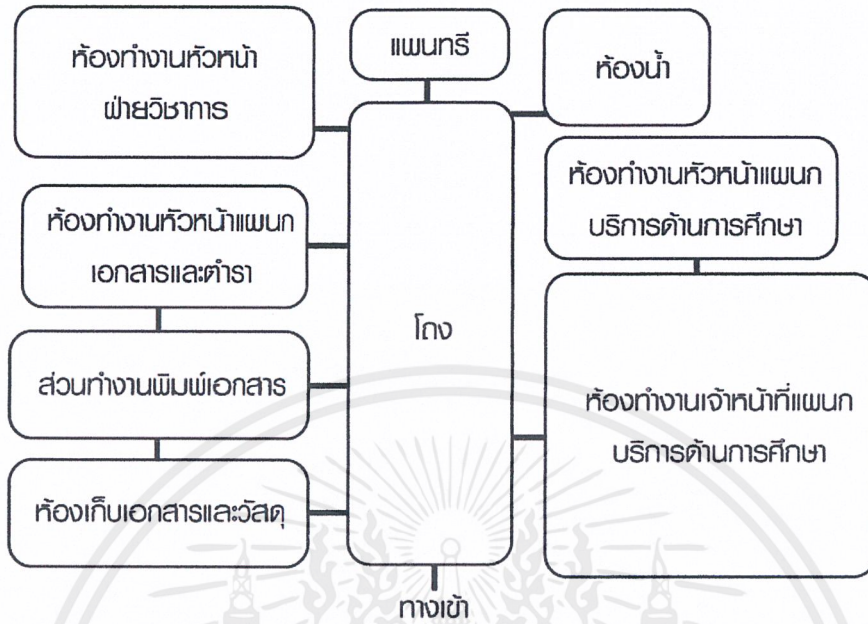 ห้องทำงานหัวหน้า
ฝ่ายวิชาการ
แพนทรี
ห้องน้ำ
ห้องทำงานหัวหน้าแผนก
บริการด้านการศึกษา
ห้องทำงานหัวหน้าแผนก
เอกสารและตำรา
โถง
ส่วนทำงานพิมพ์เอกสาร
ห้องทำงานเจ้าหน้าที่แผนก
บริการด้านการศึกษา
ห้องเก็บเอกสารและวัสดุ
ทางเข้า